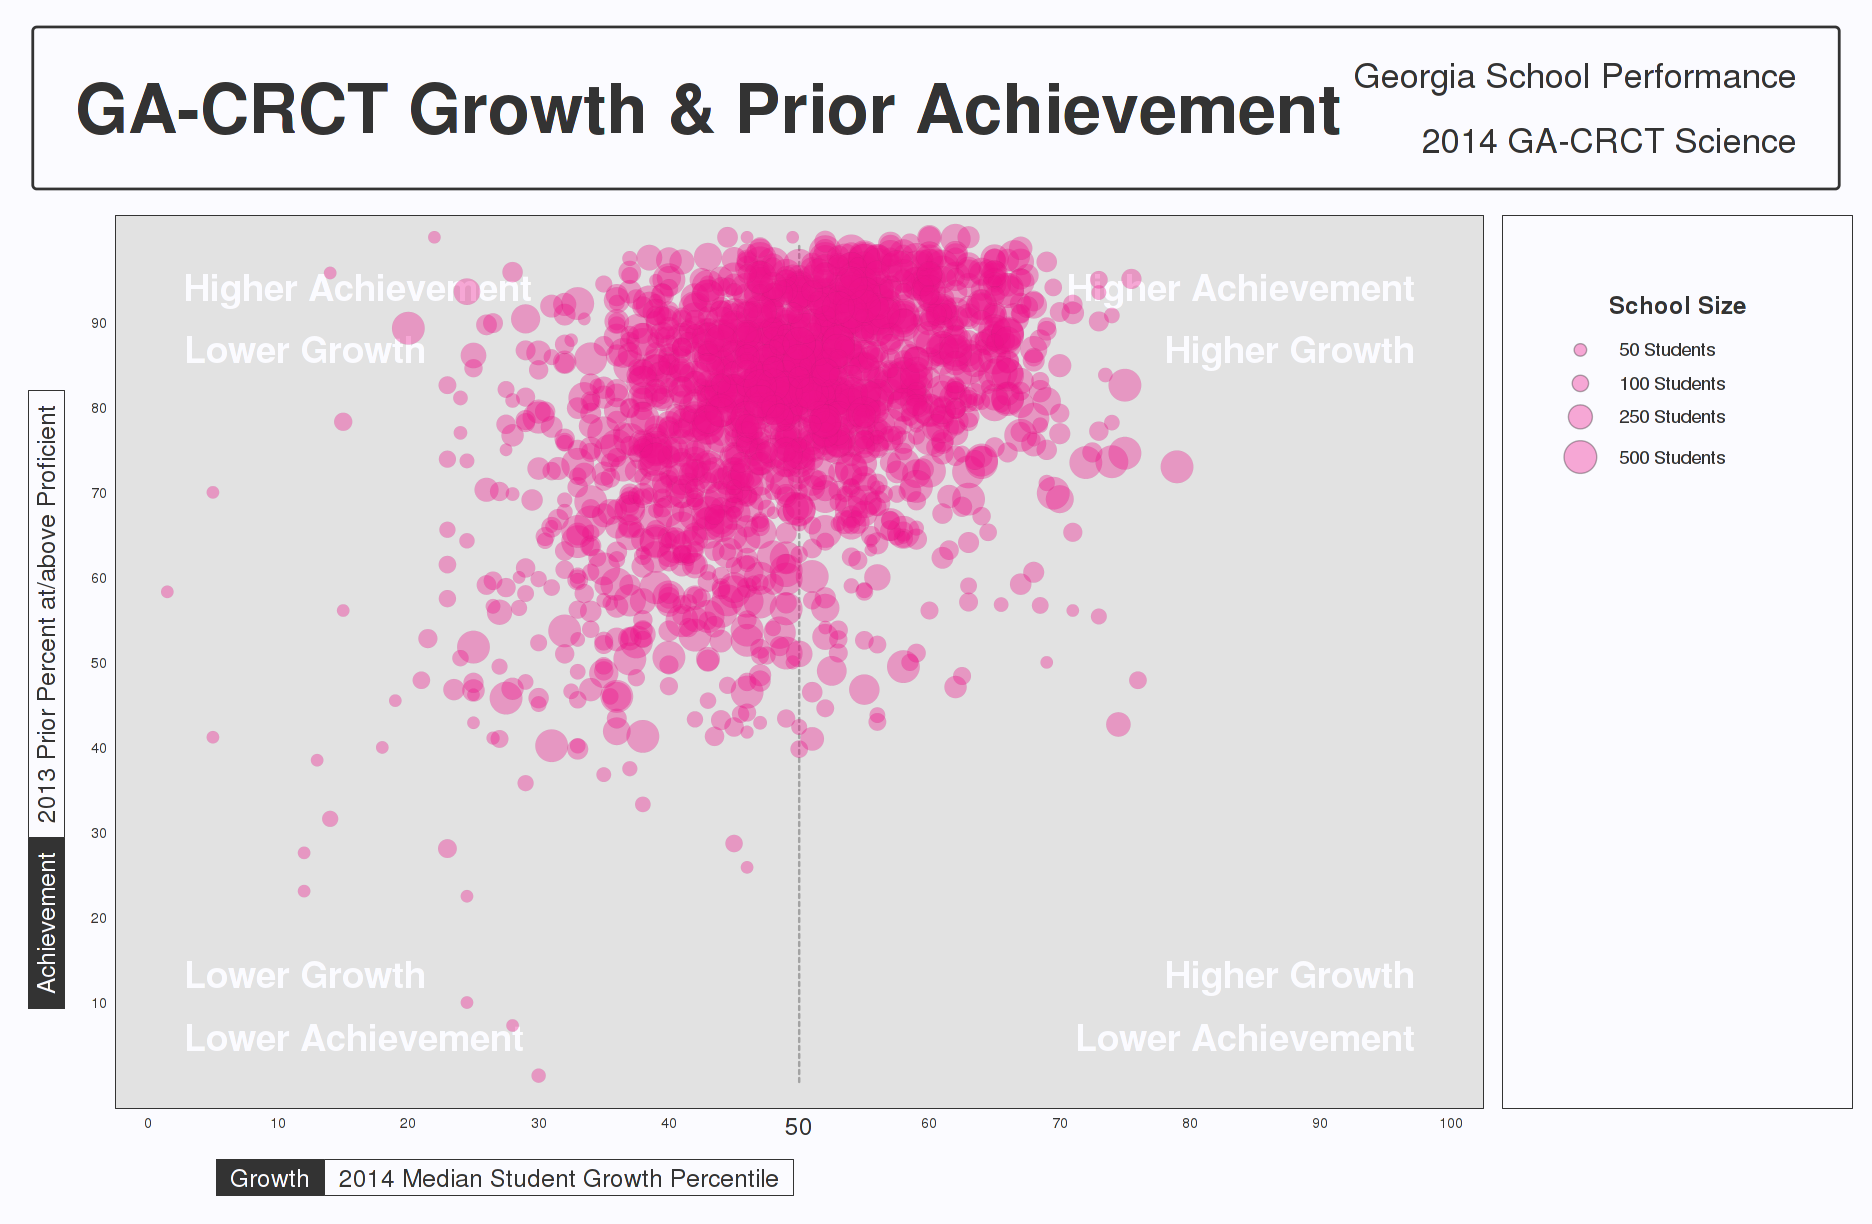 GA-CRCT Growth & Prior Achievement
Georgia School Performance
2014 GA-CRCT Science
Higher Achievement
Lower Growth
Higher Achievement
Higher Growth
Lower Growth
Lower Achievement
Higher Growth
Lower Achievement
90
80
70
60
50
40
30
20
10
Achievement 2013 Prior Percent at/above Proficient
0 10 20 30 40 50 60 70 80 90 100
Growth 2014 Median Student Growth Percentile
School Size
50 Students
100 Students
250 Students
500 Students